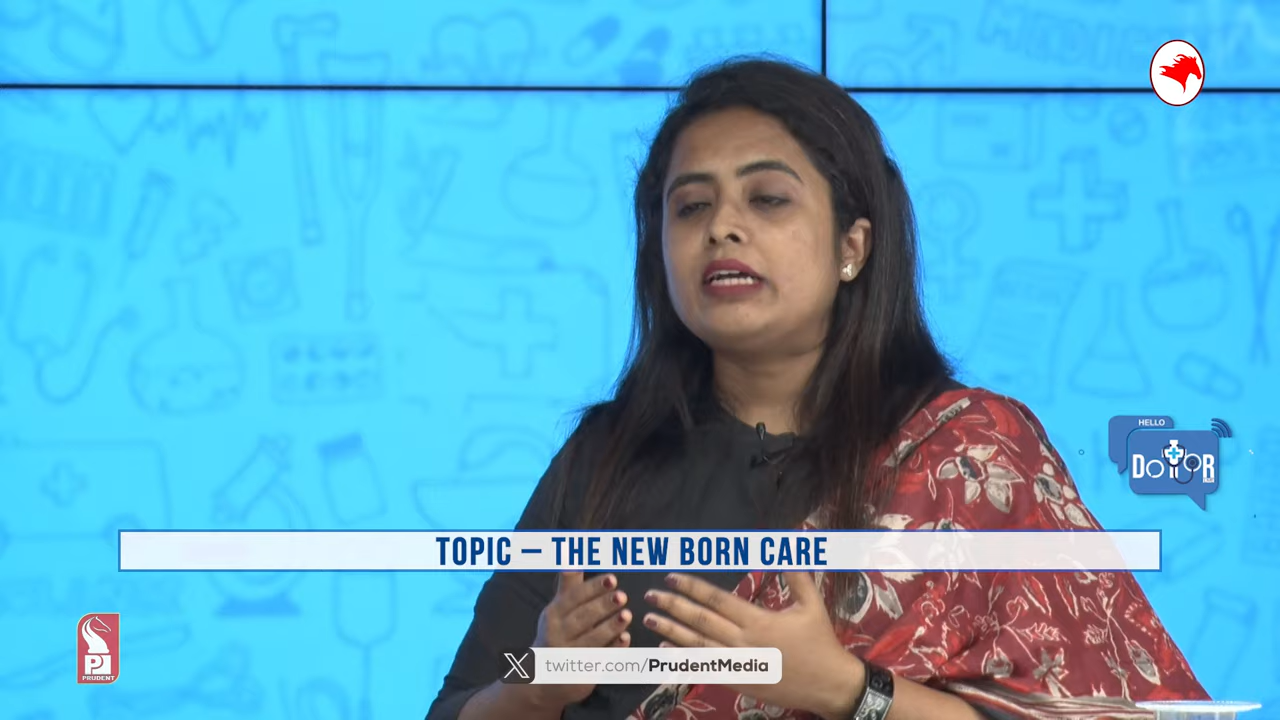 HELLO
DOCTOR
TOPIC – THE NEW BORN CARE
PRUDENT
twitter.com/PrudentMedia